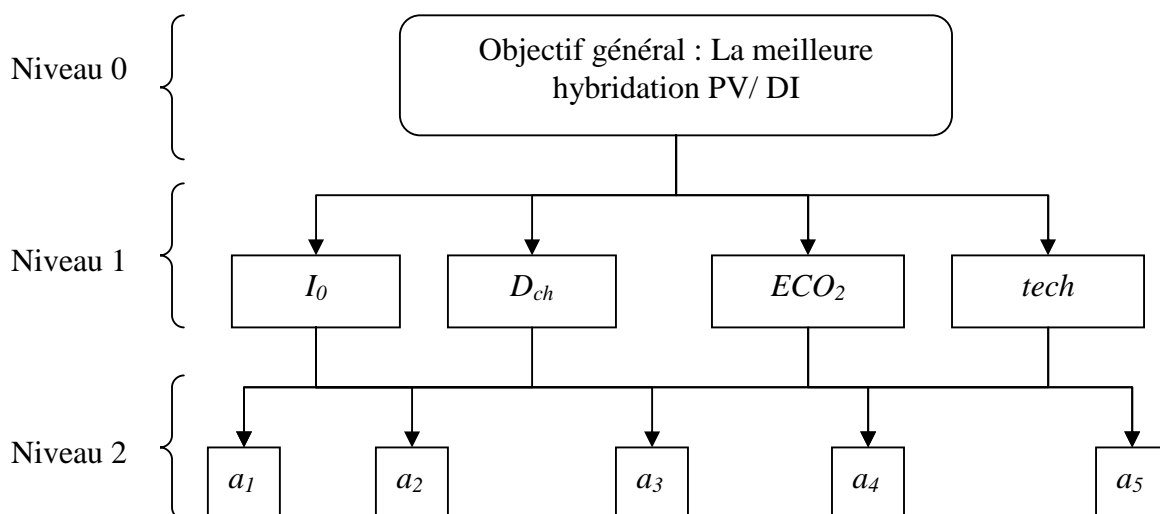 Niveau 0
Objectif général : La meilleure
hybridation PV/ DI
Niveau 1
I₀
D_ch
ECO₂
tech
Niveau 2
a₁
a₂
a₃
a₄
a₅